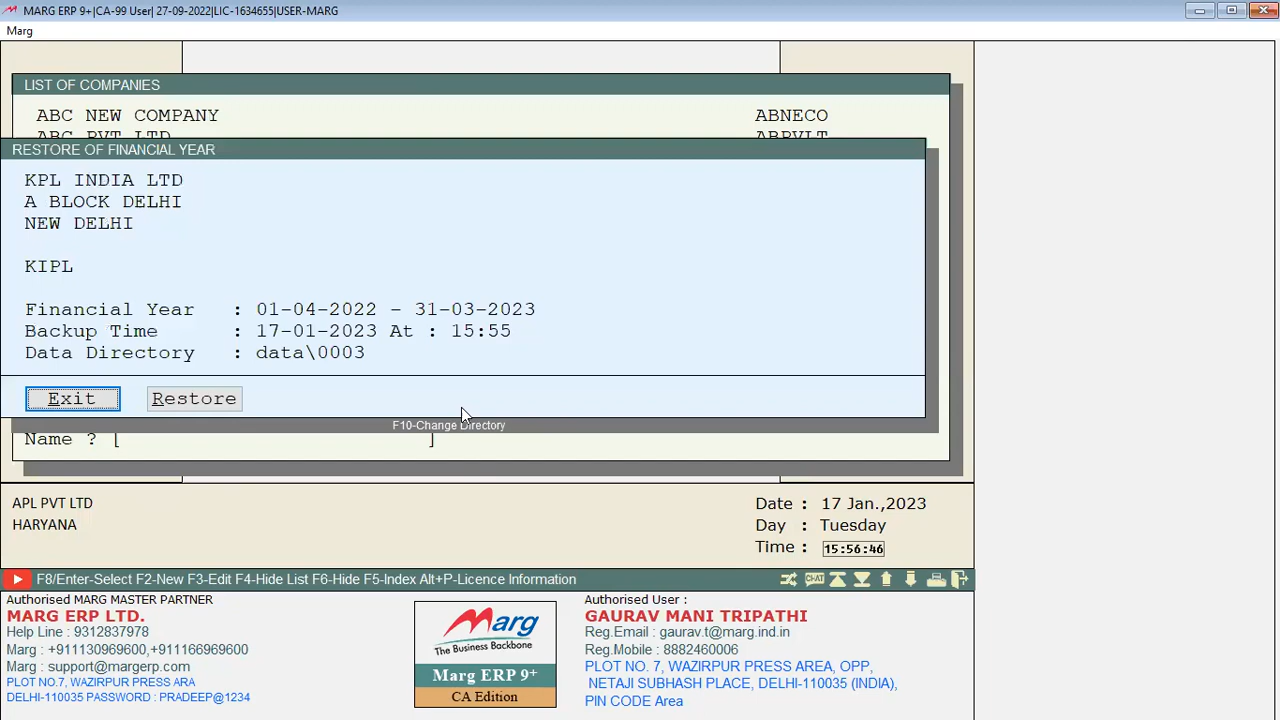 MARG ERP 9+|CA-99 User| 27-09-2022|LIC-1634655|USER-MARG
Marg
LIST OF COMPANIES
ABC NEW COMPANY ABNECO
ABC PVT LTD ABPVLT
RESTORE OF FINANCIAL YEAR
KPL INDIA LTD
A BLOCK DELHI
NEW DELHI
KIPL
Financial Year : 01-04-2022 - 31-03-2023
Backup Time : 17-01-2023 At : 15:55
Data Directory : data\0003
Exit Restore
F10-Change Directory
Name ? [ ]
APL PVT LTD
HARYANA
Date : 17 Jan.,2023
Day : Tuesday
Time : 15:56:46
F8/Enter-Select F2-New F3-Edit F4-Hide List F6-Hide F5-Index Alt+P-Licence Information
CHAT
Authorised MARG MASTER PARTNER
MARG ERP LTD.
Help Line : 9312837978
Marg : +911130969600,+911166969600
Marg : support@margerp.com
PLOT NO.7, WAZIRPUR PRESS ARA
DELHI-110035 PASSWORD : PRADEEP@1234
Marg
The Business Backbone
Marg ERP 9+
CA Edition
Authorised User :
GAURAV MANI TRIPATHI
Reg.Email : gaurav.t@marg.ind.in
Reg.Mobile : 8882460006
PLOT NO. 7, WAZIRPUR PRESS AREA, OPP,
NETAJI SUBHASH PLACE, DELHI-110035 (INDIA),
PIN CODE Area